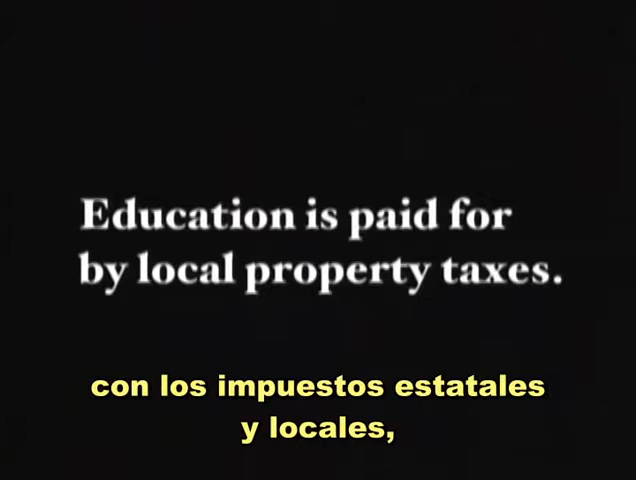 Education is paid for
by local property taxes.
con los impuestos estatales
y locales,